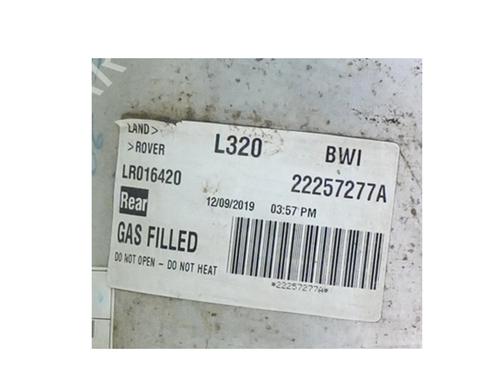 LAND> L320 BWI
>ROVER
LR016420 22257277A
Rear 12/09/2019 03:57 PM
GAS FILLED
DO NOT OPEN - DO NOT HEAT
*22257277A*